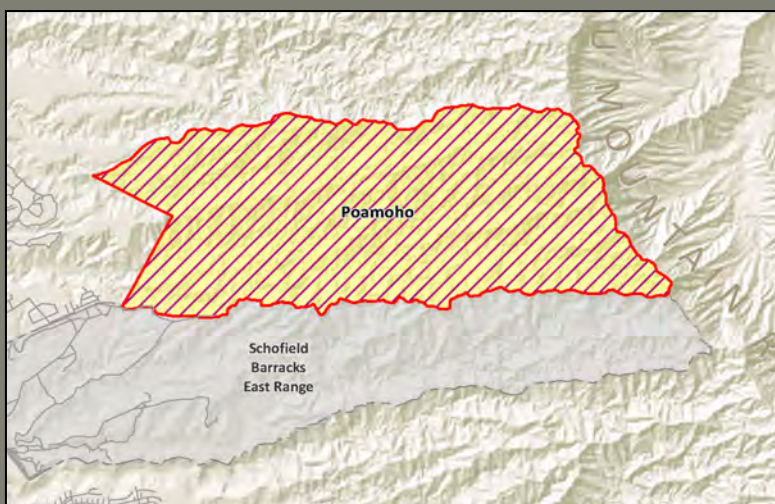 U MOUNTAIN
Poamoho
Schofield
Barracks
East Range